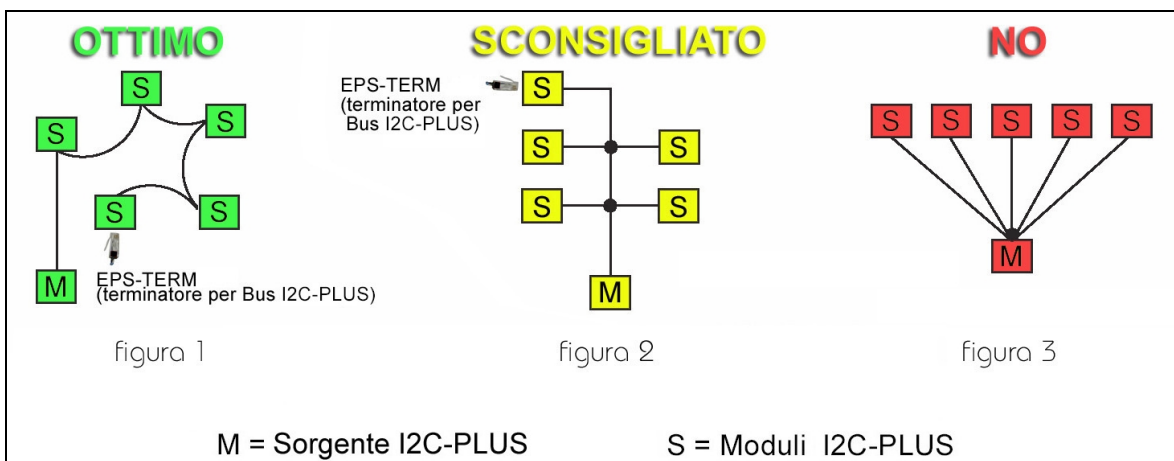 OTTIMO
S
S
S
S
S
M
EPS-TERM
(terminatore per Bus I2C-PLUS)
figura 1
SCONSIGLIATO
EPS-TERM
(terminatore per
Bus I2C-PLUS)
S
S
S
S
S
M
figura 2
NO
S S S S S
M
figura 3
M = Sorgente I2C-PLUS
S = Moduli I2C-PLUS